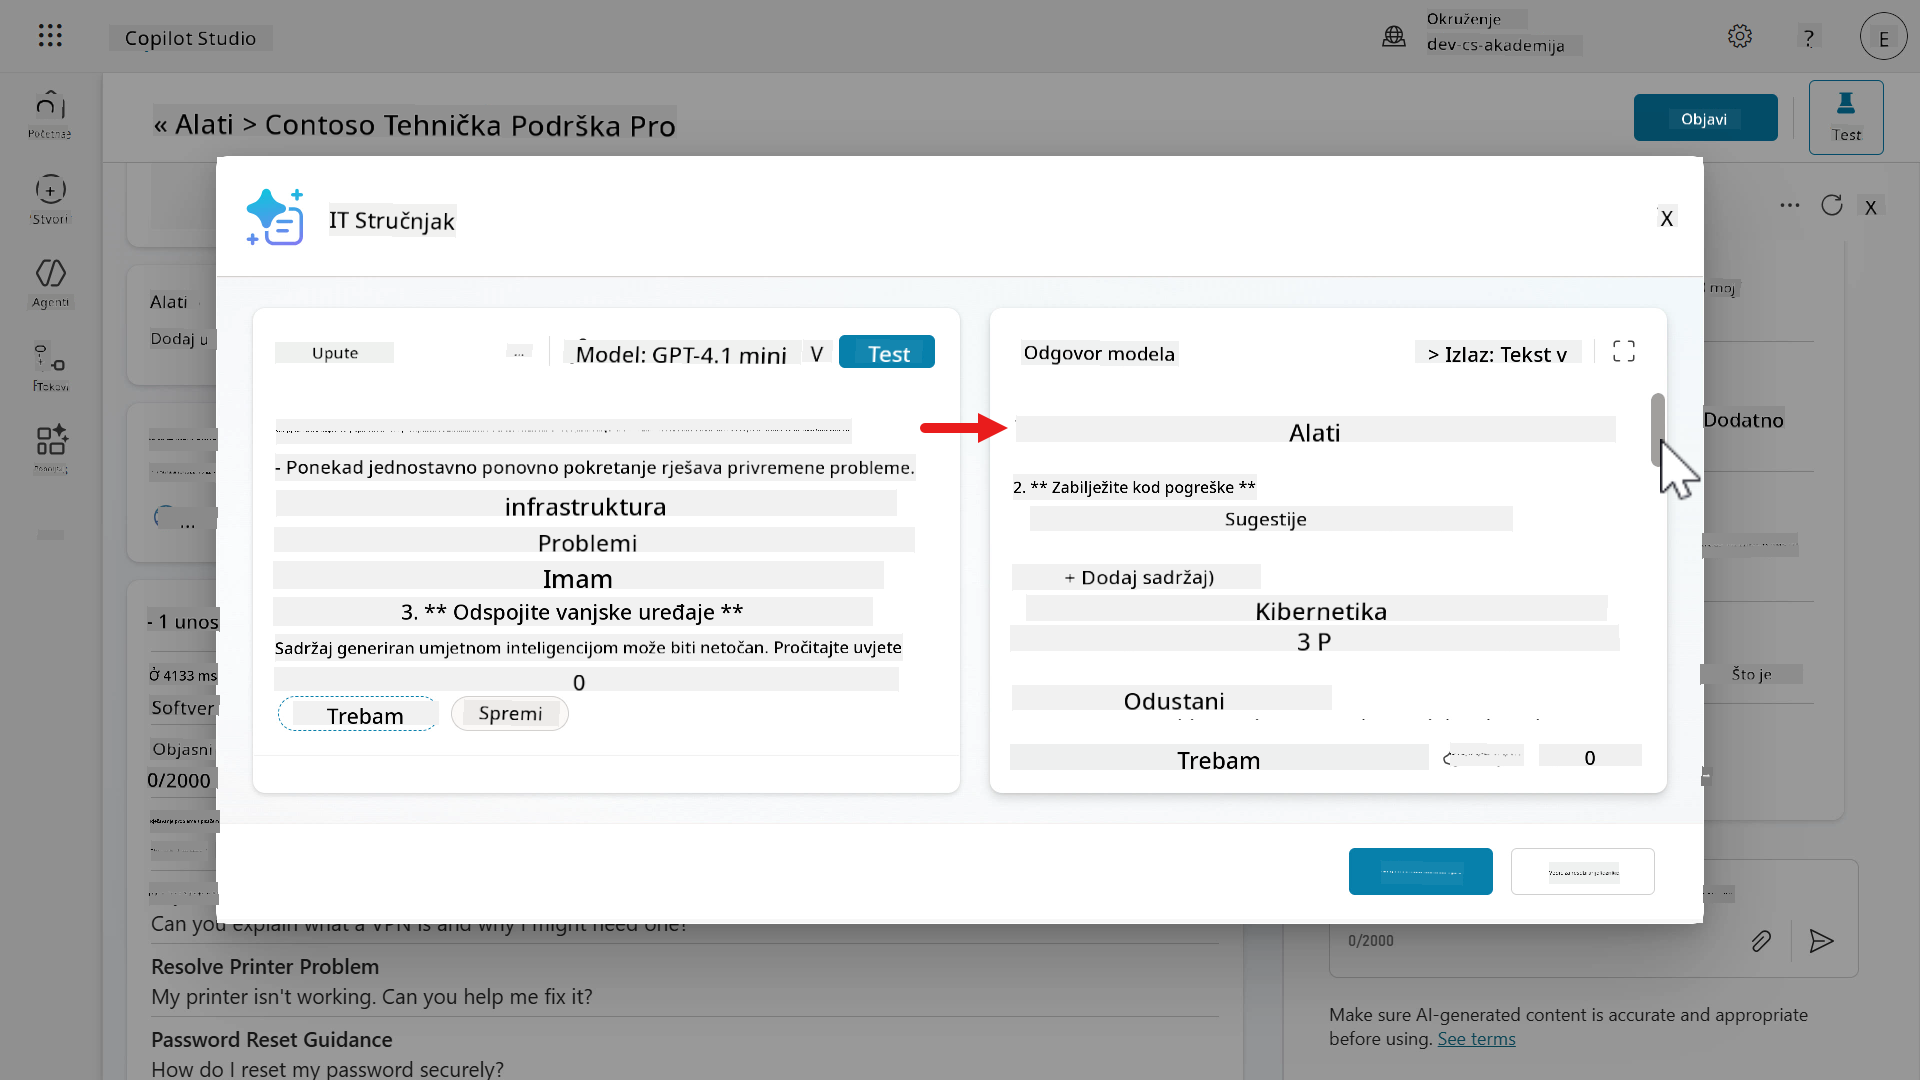 Copilot Studio
Okruženje
dev-cs-akademija
?
E
Početna
« Alati > Contoso Tehnička Podrška Pro
Objavi
Test
Stvori
IT Stručnjak
X
X
Agenti
Alati
Dodaj u
moj
Upute
...
Model: GPT-4.1 mini
V
Test
Odgovor modela
> Izlaz: Tekst v
Tokovi
Alati
Dodatno
- Ponekad jednostavno ponovno pokretanje rješava privremene probleme.
infrastruktura
Problemi
Imam
3. ** Odspojite vanjske uređaje **
Sadržaj generiran umjetnom inteligencijom može biti netočan. Pročitajte uvjete
0
Trebam
Spremi
2. ** Zabilježite kod pogreške **
Sugestije
+ Dodaj sadržaj)
Kibernetika
3 P
Odustani
Trebam
0
...
- 1 unos
4133 ms
Softver
Objasni
0/2000
Što je
Can you explain what a VPN is and why I might need one?
Resolve Printer Problem
My printer isn't working. Can you help me fix it?
Password Reset Guidance
How do I reset my password securely?
0/2000
Make sure AI-generated content is accurate and appropriate
before using. See terms